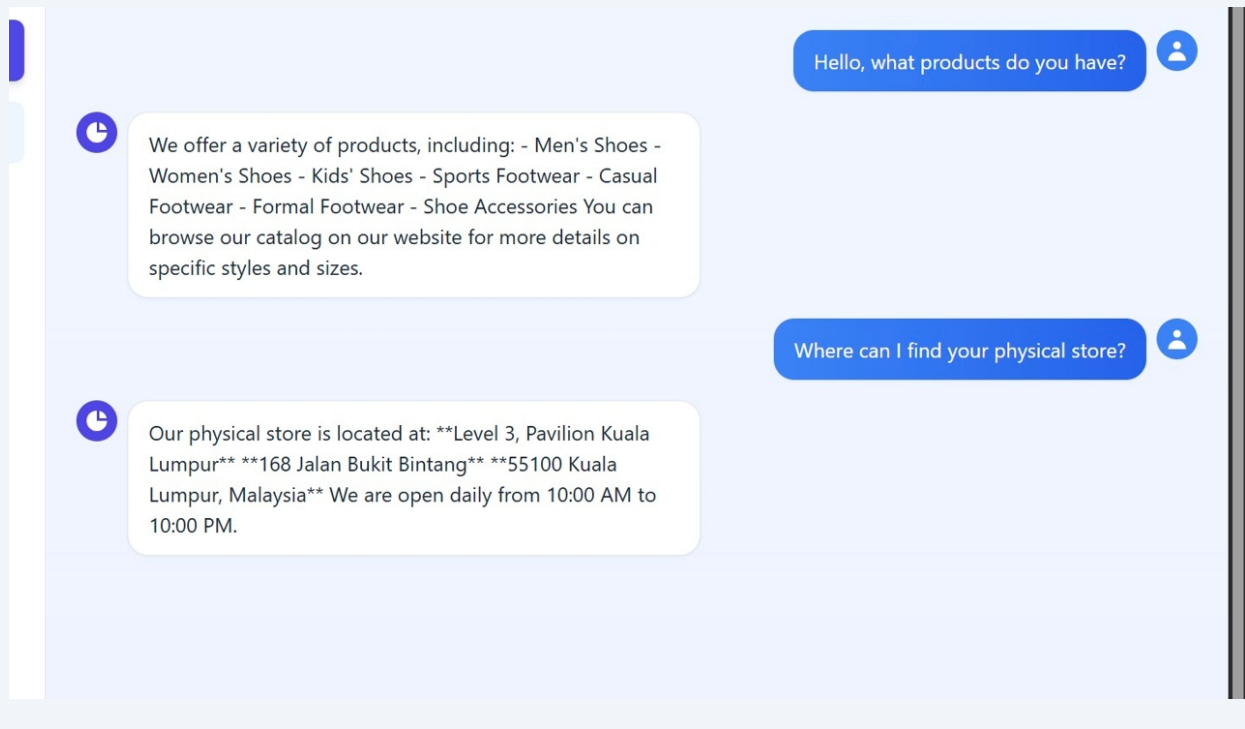 Hello, what products do you have?
We offer a variety of products, including: - Men's Shoes -
Women's Shoes - Kids' Shoes - Sports Footwear - Casual
Footwear - Formal Footwear - Shoe Accessories You can
browse our catalog on our website for more details on
specific styles and sizes.
Where can I find your physical store?
Our physical store is located at: **Level 3, Pavilion Kuala
Lumpur** **168 Jalan Bukit Bintang** **55100 Kuala
Lumpur, Malaysia** We are open daily from 10:00 AM to
10:00 PM.